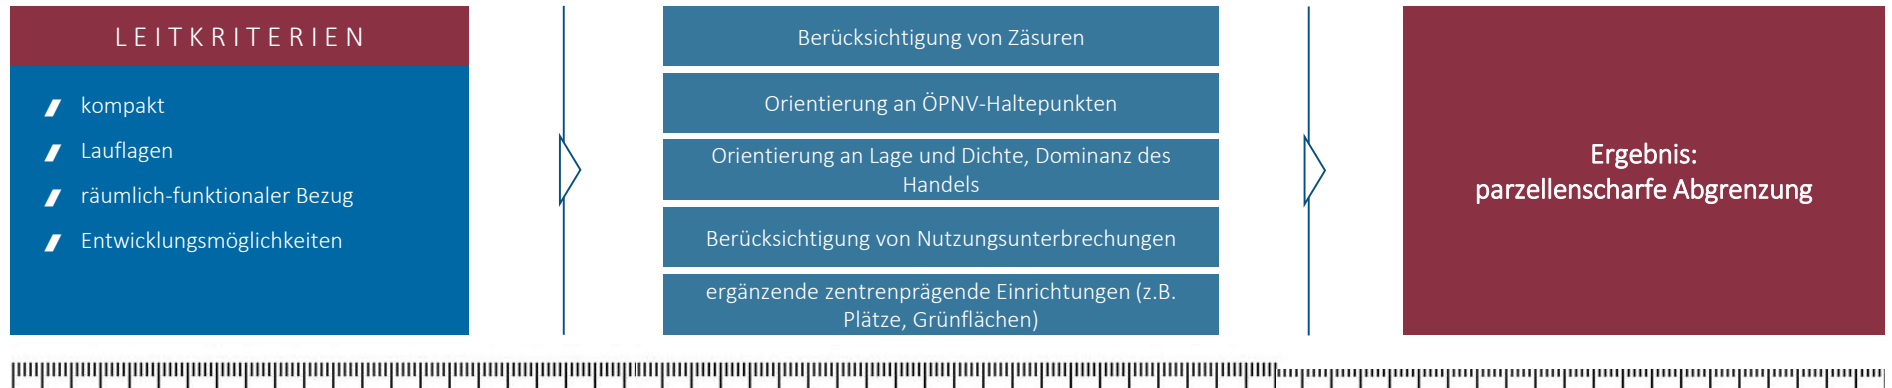 LEITKRITERIEN
kompakt
Lauflagen
räumlich-funktionaler Bezug
Entwicklungsmöglichkeiten
Berücksichtigung von Zäsuren
Orientierung an ÖPNV-Haltepunkten
Orientierung an Lage und Dichte, Dominanz des
Handels
Berücksichtigung von Nutzungsunterbrechungen
ergänzende zentrenprägende Einrichtungen (z.B.
Plätze, Grünflächen)
Ergebnis:
parzellenscharfe Abgrenzung